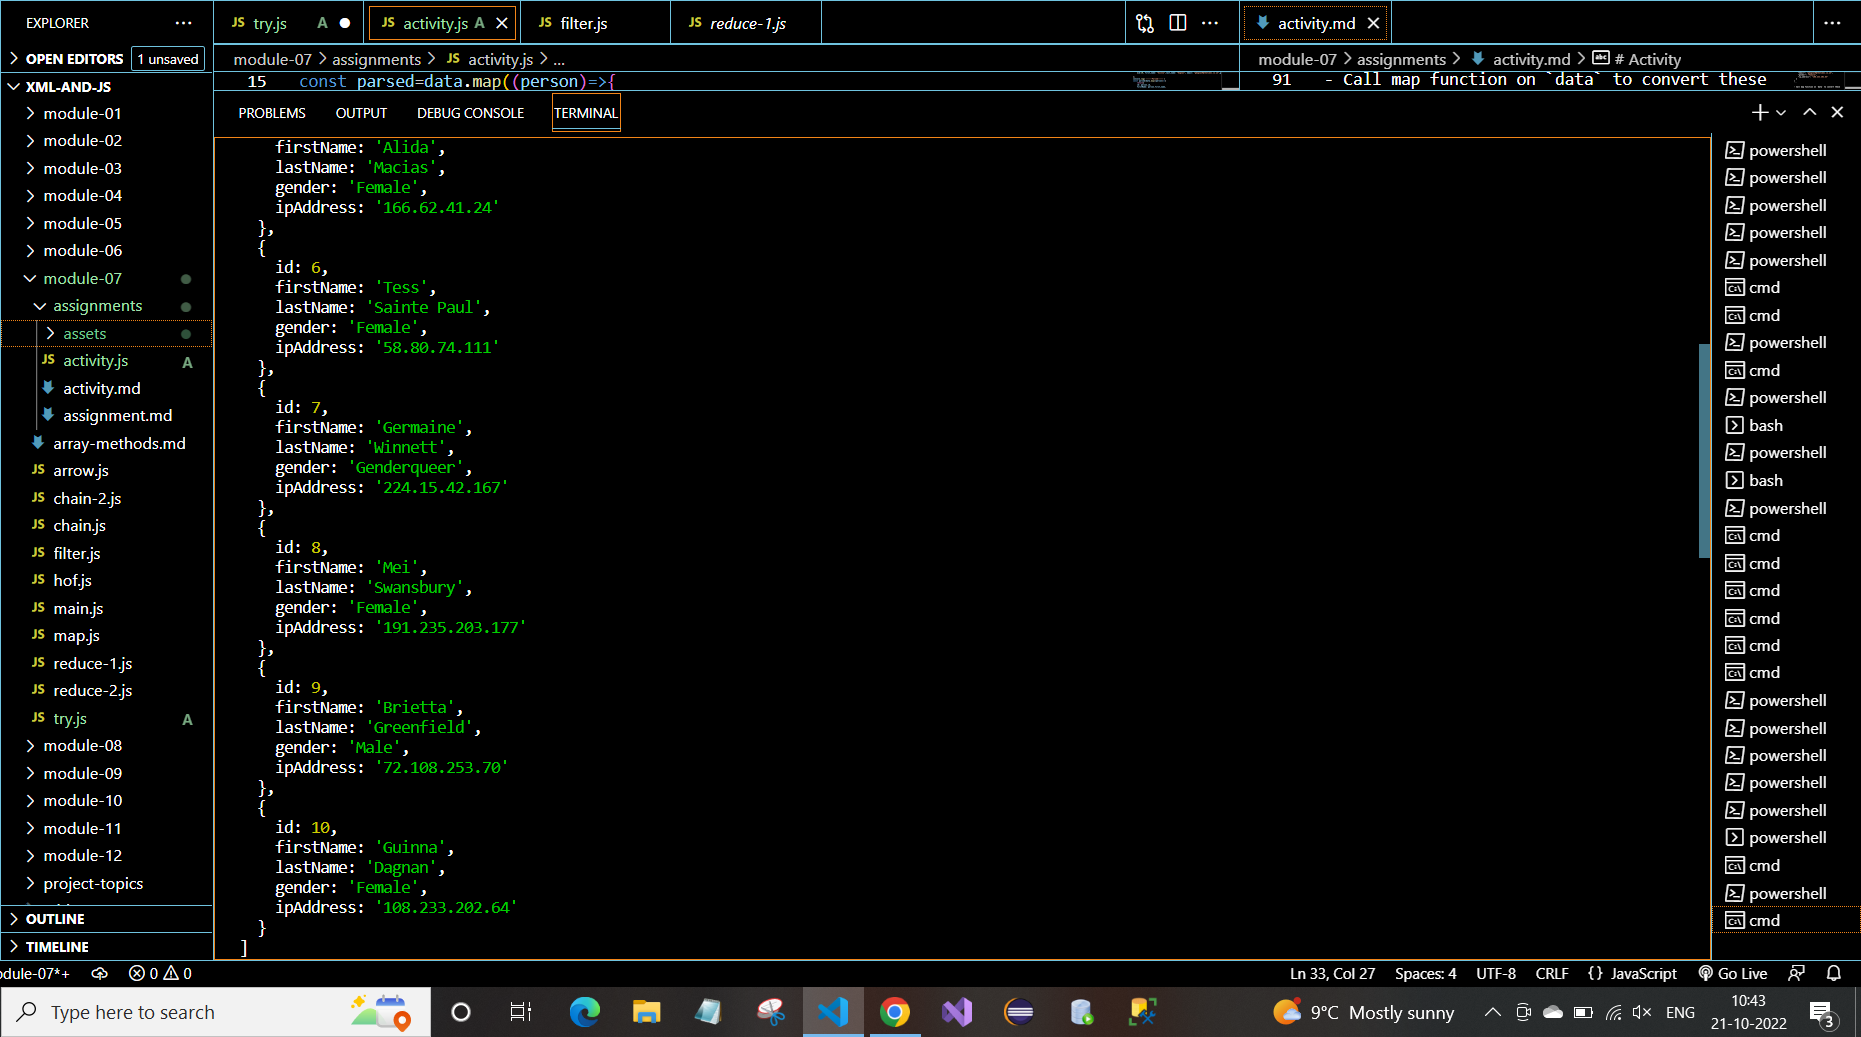 EXPLORER
OPEN EDITORS 1 unsaved
XML-AND-JS
module-01
module-02
module-03
module-04
module-05
module-06
module-07
assignments
assets
activity.js A
activity.md
assignment.md
array-methods.md
arrow.js
chain-2.js
chain.js
filter.js
hof.js
main.js
map.js
reduce-1.js
reduce-2.js
try.js A
module-08
module-09
module-10
module-11
module-12
project-topics
OUTLINE
TIMELINE
JS try.js A
JS activity.js A
JS filter.js
JS reduce-1.js
module-07 > assignments > JS activity.js > ...
15 const parsed=data.map((person)=>{
activity.md
module-07 > assignments > activity.md > # Activity
91 - Call map function on `data` to convert these
PROBLEMS OUTPUT DEBUG CONSOLE TERMINAL
firstName: 'Alida',
lastName: 'Macias',
gender: 'Female',
ipAddress: '166.62.41.24'
},
{
id: 6,
firstName: 'Tess',
lastName: 'Sainte Paul',
gender: 'Female',
ipAddress: '58.80.74.111'
},
{
id: 7,
firstName: 'Germaine',
lastName: 'Winnett',
gender: 'Genderqueer',
ipAddress: '224.15.42.167'
},
{
id: 8,
firstName: 'Mei',
lastName: 'Swansbury',
gender: 'Female',
ipAddress: '191.235.203.177'
},
{
id: 9,
firstName: 'Brietta',
lastName: 'Greenfield',
gender: 'Male',
ipAddress: '72.108.253.70'
},
{
id: 10,
firstName: 'Guinna',
lastName: 'Dagnan',
gender: 'Female',
ipAddress: '108.233.202.64'
}
]
powershell
powershell
powershell
powershell
powershell
cmd
cmd
powershell
cmd
powershell
bash
powershell
bash
powershell
cmd
cmd
cmd
cmd
cmd
cmd
powershell
powershell
powershell
powershell
powershell
powershell
cmd
powershell
cmd
odule-07*+ 0 0 Ln 33, Col 27 Spaces: 4 UTF-8 CRLF {} JavaScript Go Live
Type here to search
9°C Mostly sunny
ENG
10:43
21-10-2022
3